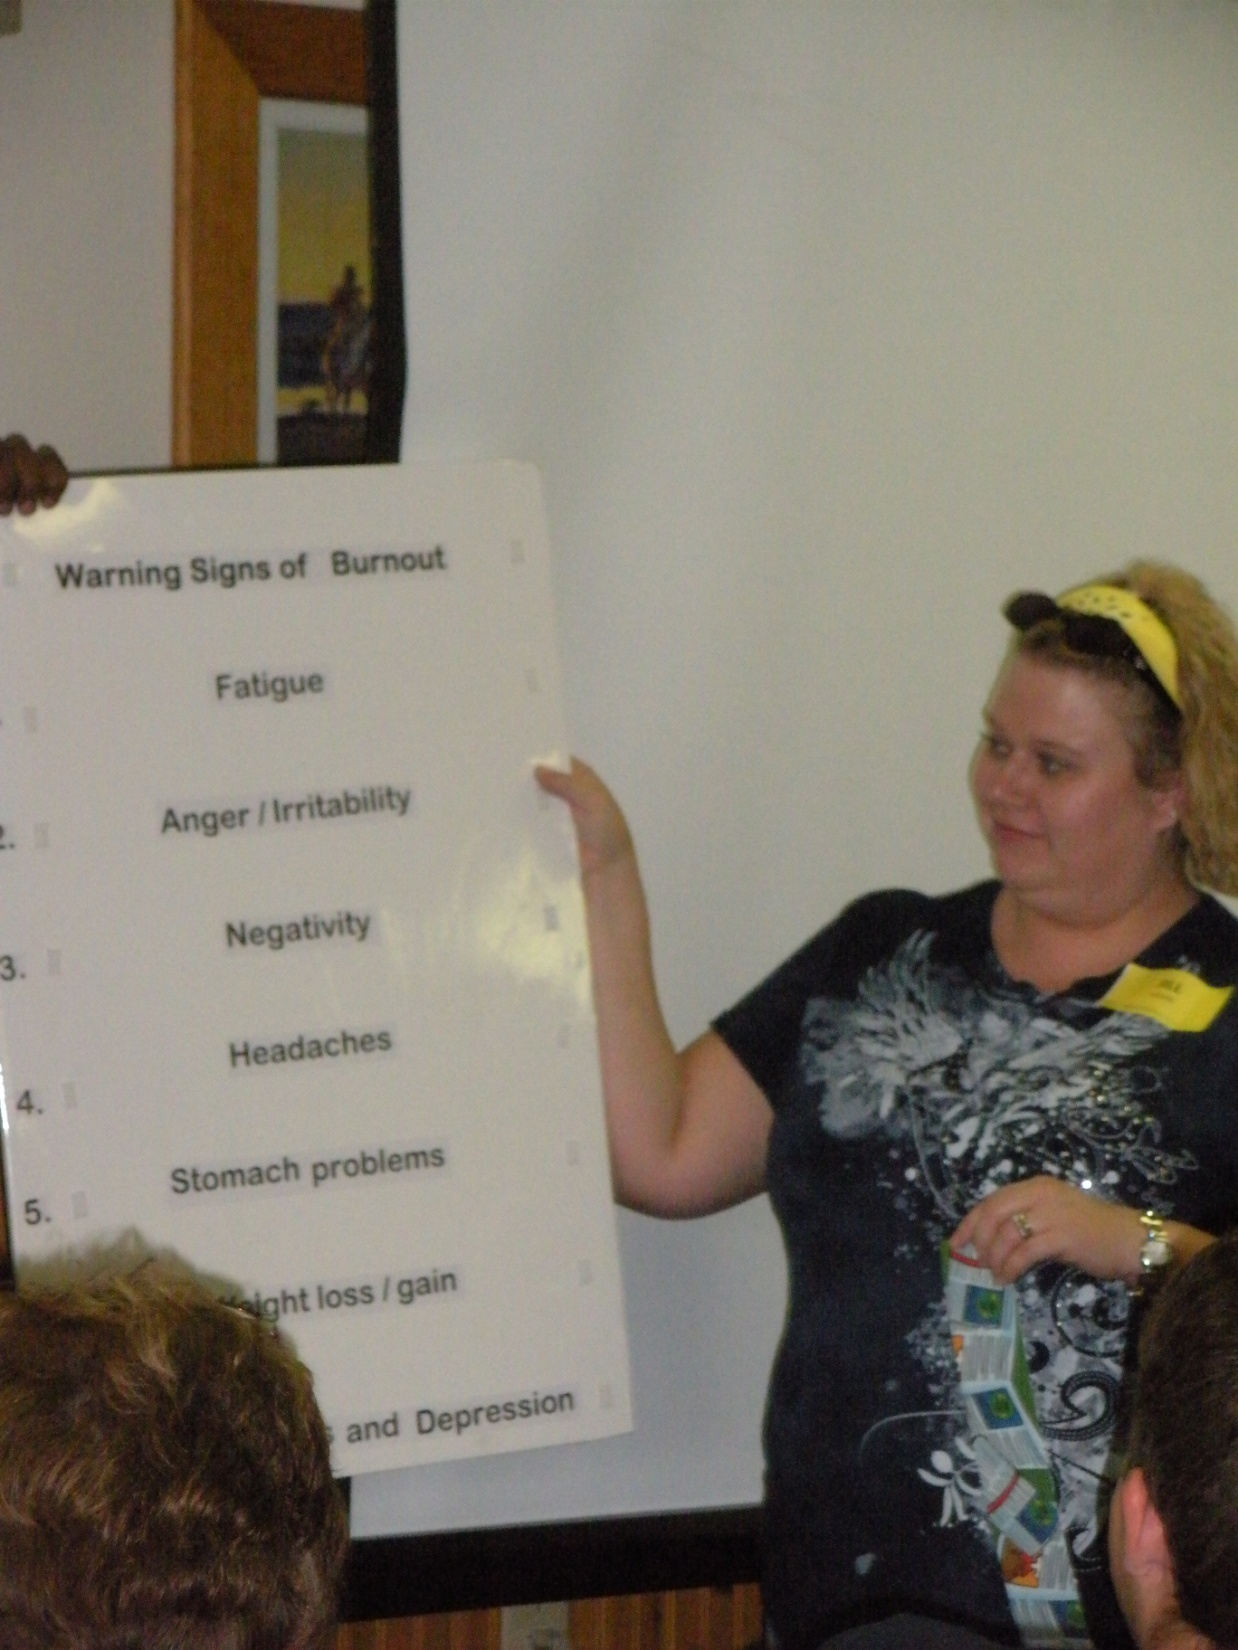 Warning Signs of Burnout
Fatigue
2. Anger / Irritability
3. Negativity
4. Headaches
5. Stomach problems
Weight loss / gain
and Depression